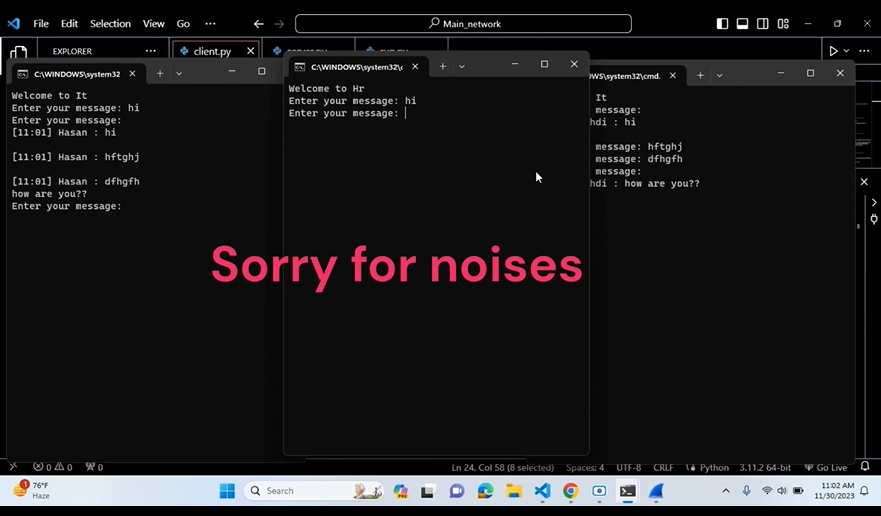 File Edit Selection View Go ...
Main_network
EXPLORER ...
client.py
C:\WINDOWS\system32
Welcome to It
Enter your message: hi
Enter your message:
[11:01] Hasan : hi
[11:01] Hasan : hftghj
[11:01] Hasan : dfhgfh
how are you??
Enter your message:
C:\WINDOWS\system32\
Welcome to Hr
Enter your message: hi
Enter your message:
OWS\system32\cmd.
It
message:
hdi : hi
message: hftghj
message: dfhgfh
message:
hdi : how are you??
Sorry for noises
0 0 0 Ln 24, Col 58 (8 selected) Spaces: 4 UTF-8 CRLF Python 3.11.2 64-bit Go Live
1
76°F
Haze
Search
11:02 AM
11/30/2023